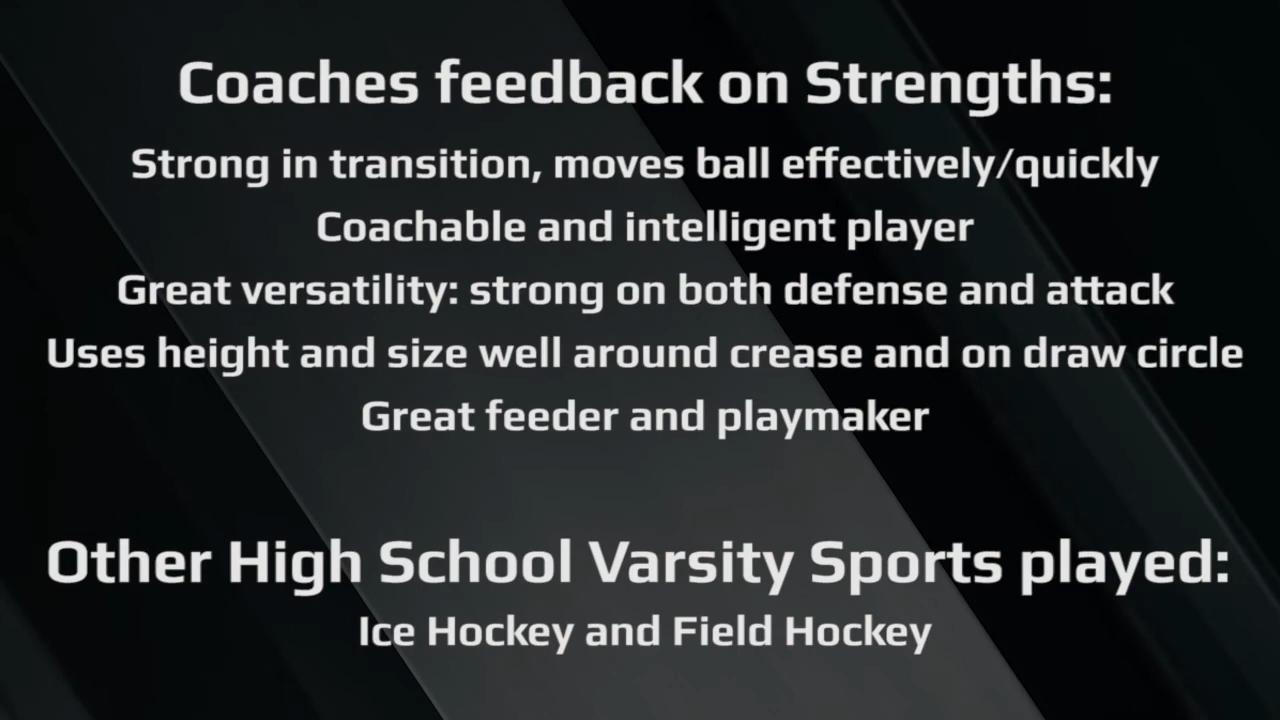 Coaches feedback on Strengths:
Strong in transition, moves ball effectively/quickly
Coachable and intelligent player
Great versatility: strong on both defense and attack
Uses height and size well around crease and on draw circle
Great feeder and playmaker
Other High School Varsity Sports played:
Ice Hockey and Field Hockey